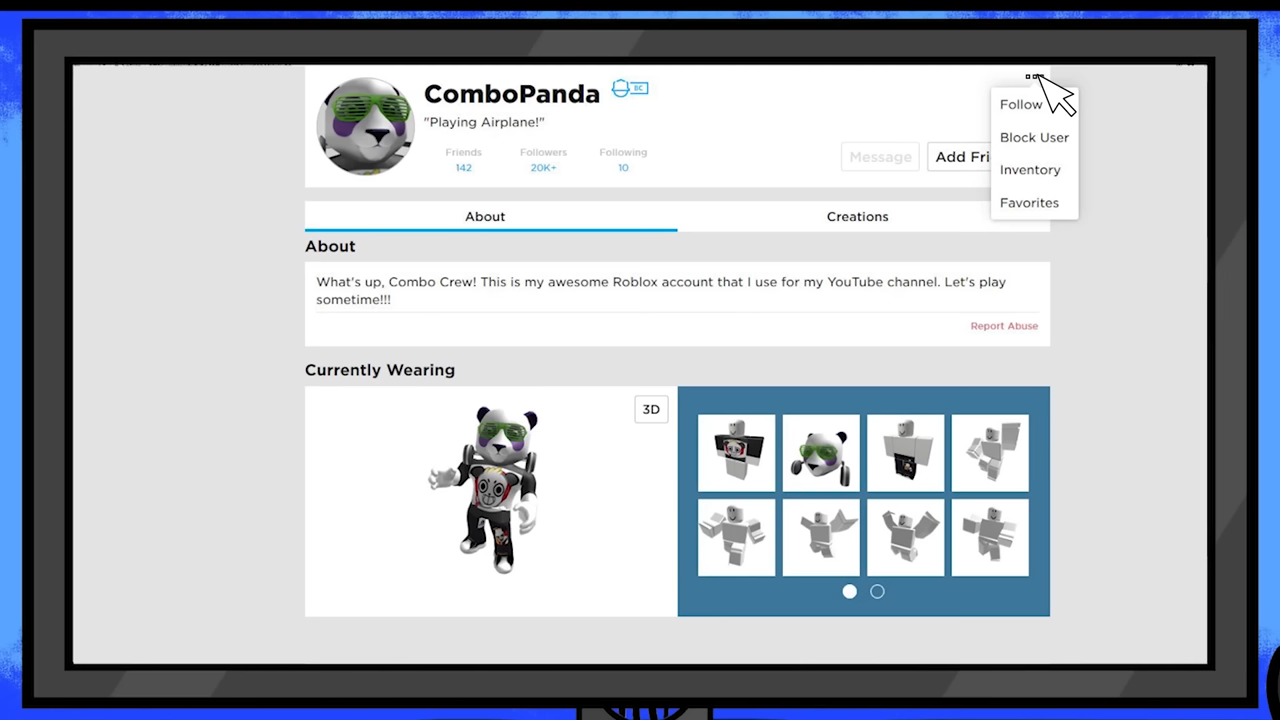 ComboPanda BC
"Playing Airplane!"
Friends Followers Following
142 20K+ 10
Message Add Fri
Follow
Block User
Inventory
Favorites
About Creations
About
What's up, Combo Crew! This is my awesome Roblox account that I use for my YouTube channel. Let's play
sometime!!!
Report Abuse
Currently Wearing
3D